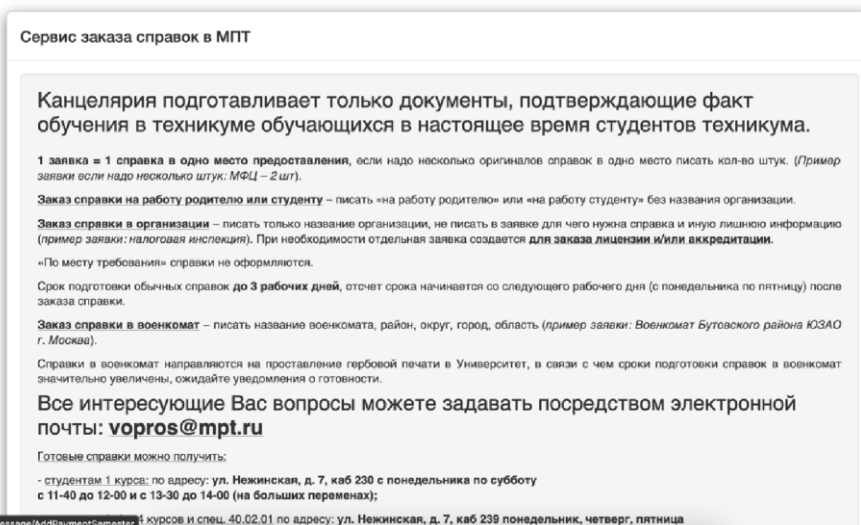 Сервис заказа справок в МПТ
Канцелярия подготавливает только документы, подтверждающие факт
обучения в техникуме обучающихся в настоящее время студентов техникума.
1 заявка = 1 справка в одно место предоставления, если надо несколько оригиналов справок в одно место писать кол-во штук. (Пример
заявки если надо несколько штук: МФЦ – 2 шт).
Заказ справки на работу родителю или студенту – писать «на работу родителю» или «на работу студенту» без названия организации.
Заказ справки в организации – писать только название организации, не писать в заявке для чего нужна справка и иную лишнюю информацию
(пример заявки: налоговая инспекция). При необходимости отдельная заявка создается для заказа лицензии и/или аккредитации.
«По месту требования» справки не оформляются.
Срок подготовки обычных справок до 3 рабочих дней, отсчет срока начинается со следующего рабочего дня (с понедельника по пятницу) после
заказа справки.
Заказ справки в военкомат – писать название военкомата, район, округ, город, область (пример заявки: Военкомат Бутовского района ЮЗАО
г. Москва).
Справки в военкомат направляются на проставление гербовой печати в Университет, в связи с чем сроки подготовки справок в военкомат
значительно увеличены, ожидайте уведомления о готовности.
Все интересующие Вас вопросы можете задавать посредством электронной
почты: vopros@mpt.ru
Готовые справки можно получить:
- студентам 1 курса: по адресу: ул. Нежинская, д. 7, каб 230 с понедельника по субботу
с 11-40 до 12-00 и с 13-30 до 14-00 (на больших переменах);
4 курсов и спец. 40.02.01 по адресу: ул. Нежинская, д. 7, каб 239 понедельник, четверг, пятница
essage/AddPaymentSemester